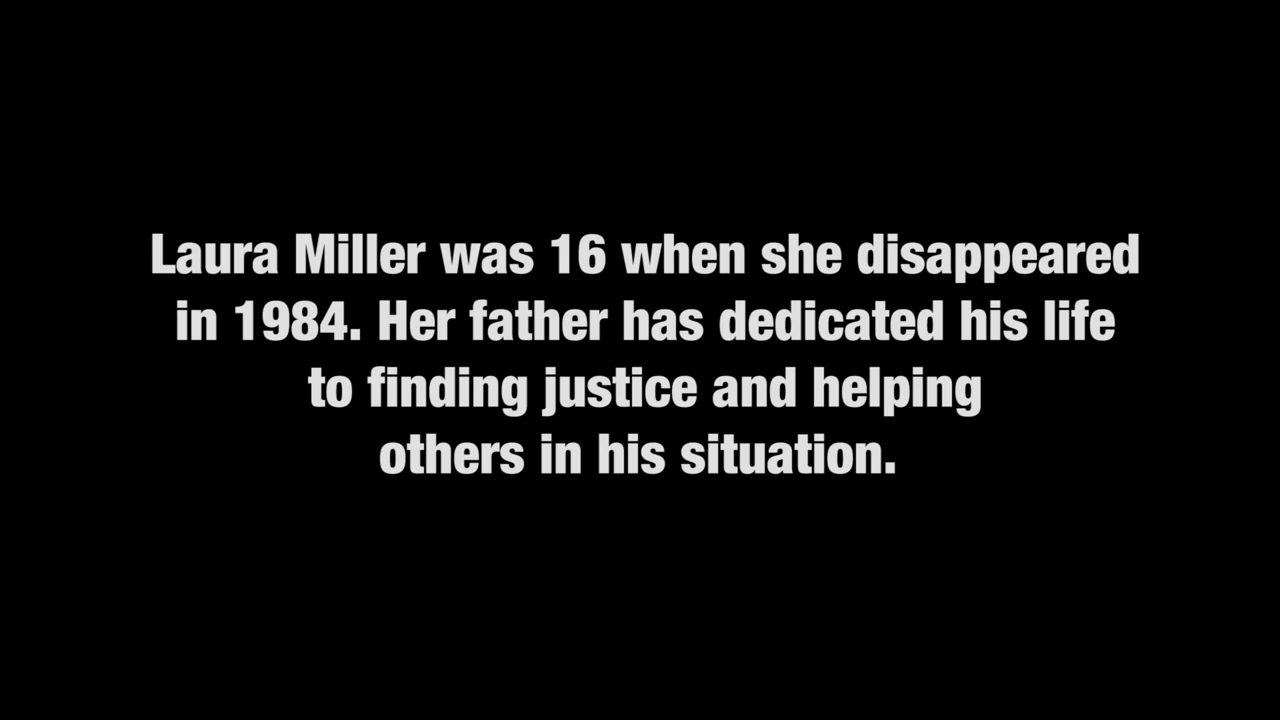 Laura Miller was 16 when she disappeared
in 1984. Her father has dedicated his life
to finding justice and helping
others in his situation.